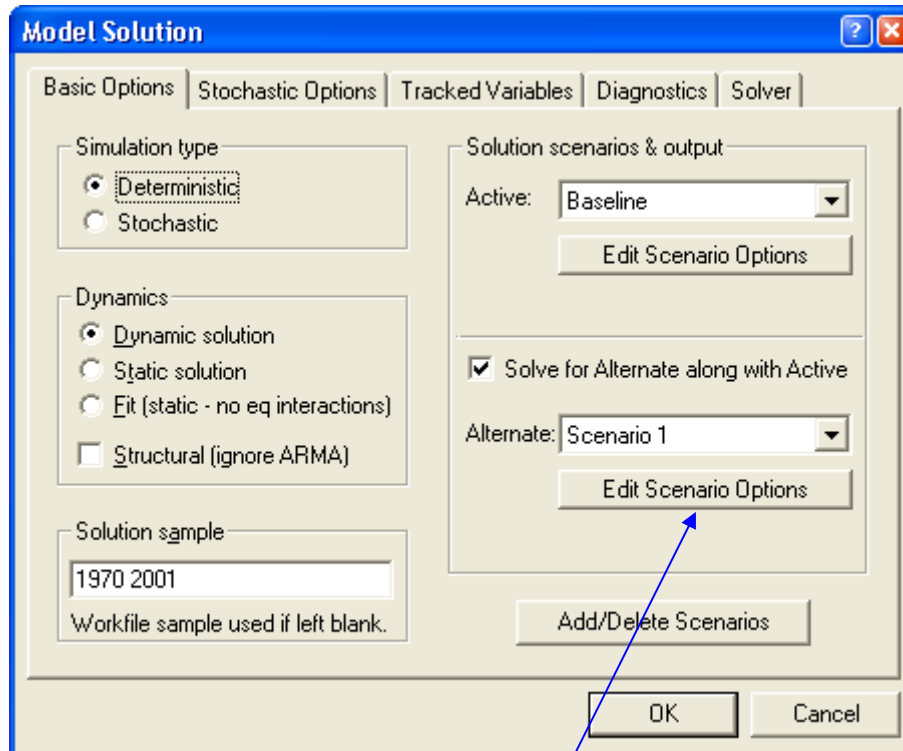 Model Solution
Basic Options
Stochastic Options
Tracked Variables
Diagnostics
Solver
Simulation type
Deterministic
Stochastic
Dynamics
Dynamic solution
Static solution
Fit (static - no eq interactions)
Structural (ignore ARMA)
Solution sample
1970 2001
Workfile sample used if left blank.
Solution scenarios & output
Active:
Baseline
Edit Scenario Options
Solve for Alternate along with Active
Alternate:
Scenario 1
Edit Scenario Options
Add/Delete Scenarios
OK
Cancel